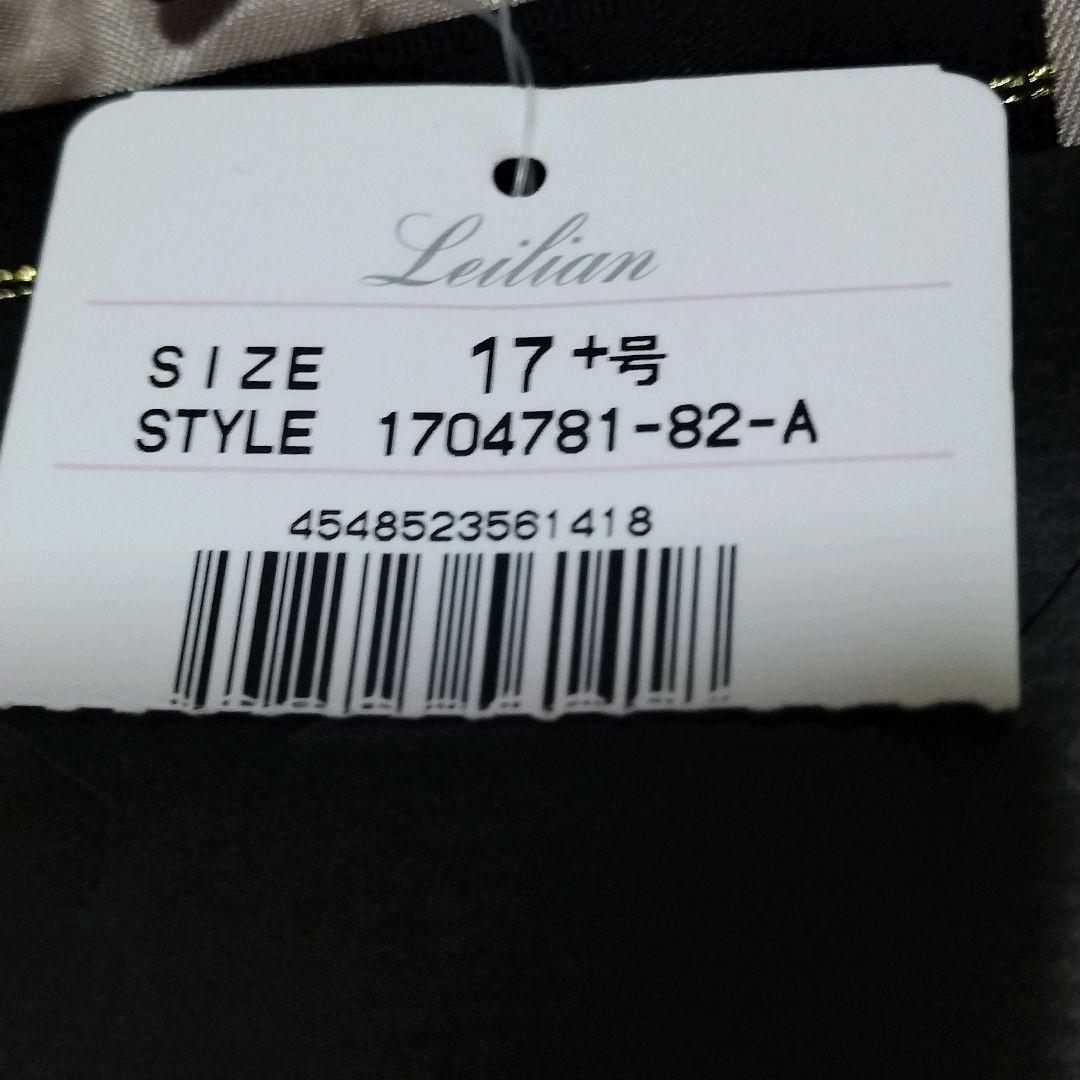 Leilian
SIZE 17+号
STYLE 1704781-82-A
4548523561418